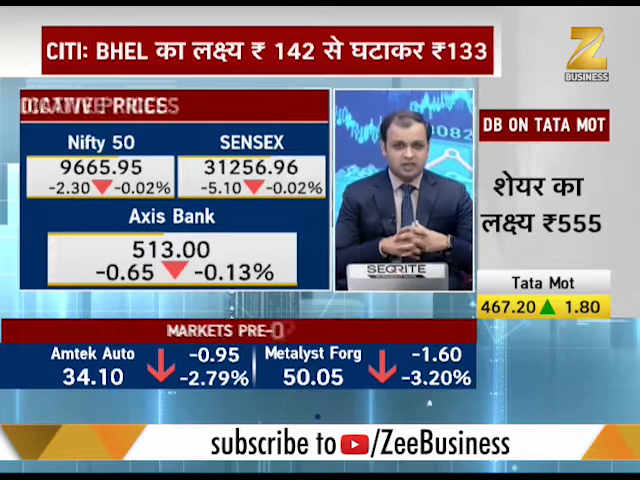 CITI: BHEL का लक्ष्य ₹ 142 से घटाकर ₹133
Z
BUSINESS
PRICES
Nifty 50
9665.95
-2.30 -0.02%
SENSEX
31256.96
-5.10 -0.02%
Axis Bank
513.00
-0.65 -0.13%
082
SEQRITE
DB ON TATA MOT
शेयर का
लक्ष्य ₹555
Tata Mot
467.20 1.80
MARKETS PRE-O
Amtek Auto
34.10
-0.95
-2.79%
Metalyst Forg
50.05
-1.60
-3.20%
subscribe to /ZeeBusiness